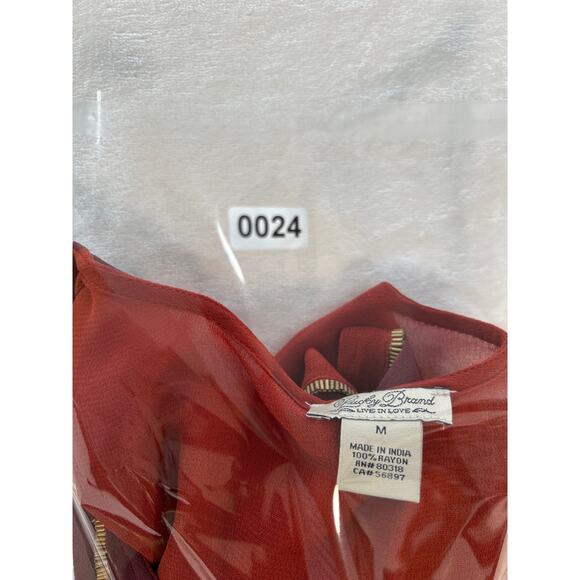 0024
Lucky Brand
LIVE IN LOVE
M
MADE IN INDIA
100% RAYON
RN# 80318
CA# 56897